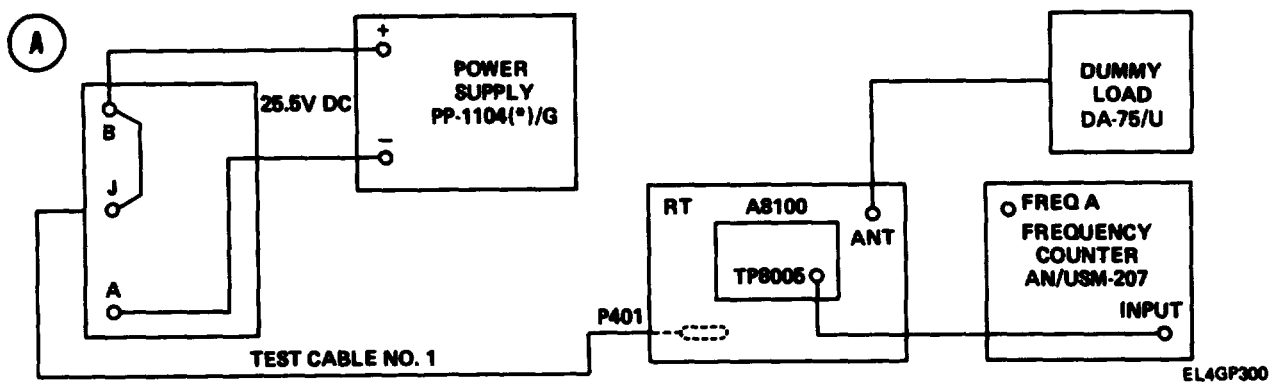 A
+
POWER
SUPPLY
PP-1104(*)/G
25.5V DC
−
B
J
A
DUMMY
LOAD
DA-75/U
RT
A8100
ANT
TP8005
P401
FREQ A
FREQUENCY
COUNTER
AN/USM-207
INPUT
TEST CABLE NO. 1
EL4GP300